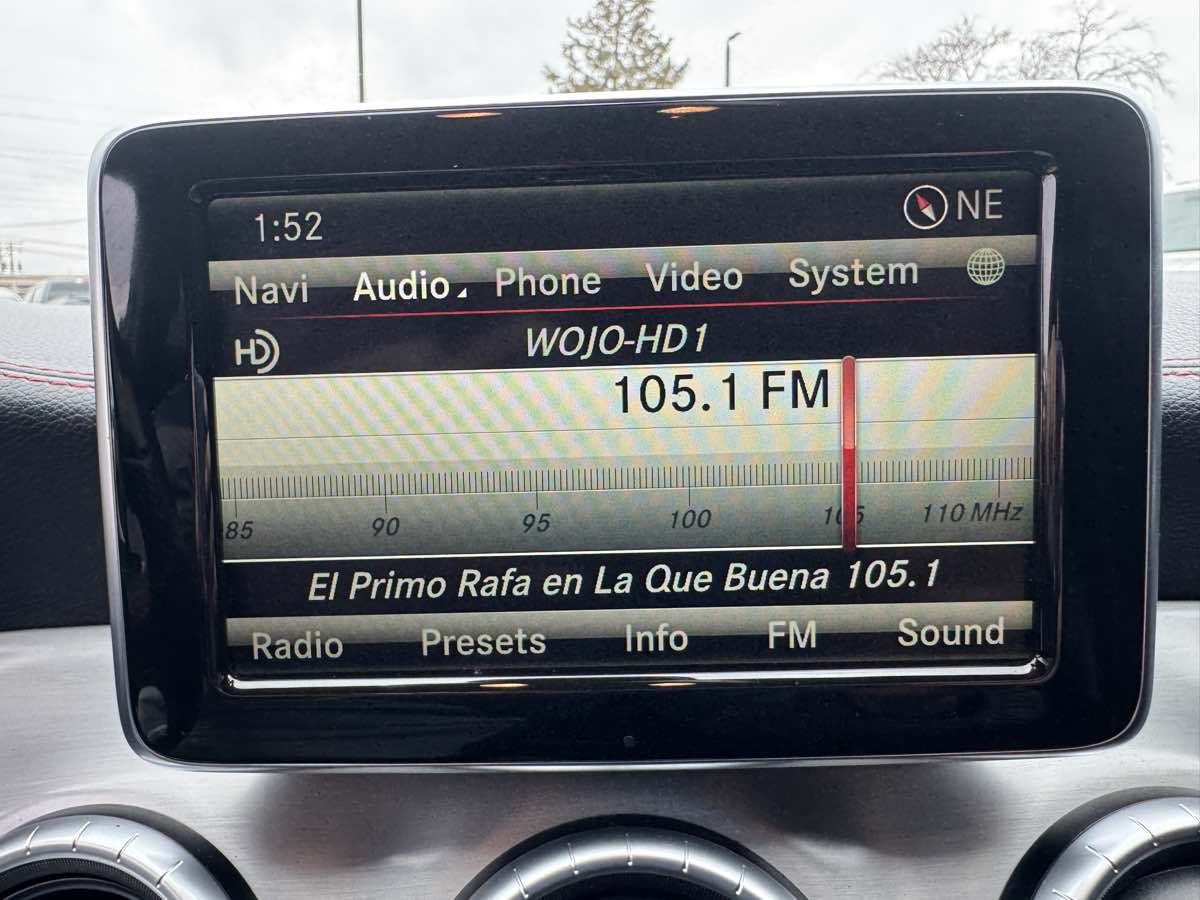 1:52 NE
Navi Audio Phone Video System
HD WOJO-HD1
105.1 FM
85 90 95 100 105 110 MHz
El Primo Rafa en La Que Buena 105.1
Radio Presets Info FM Sound